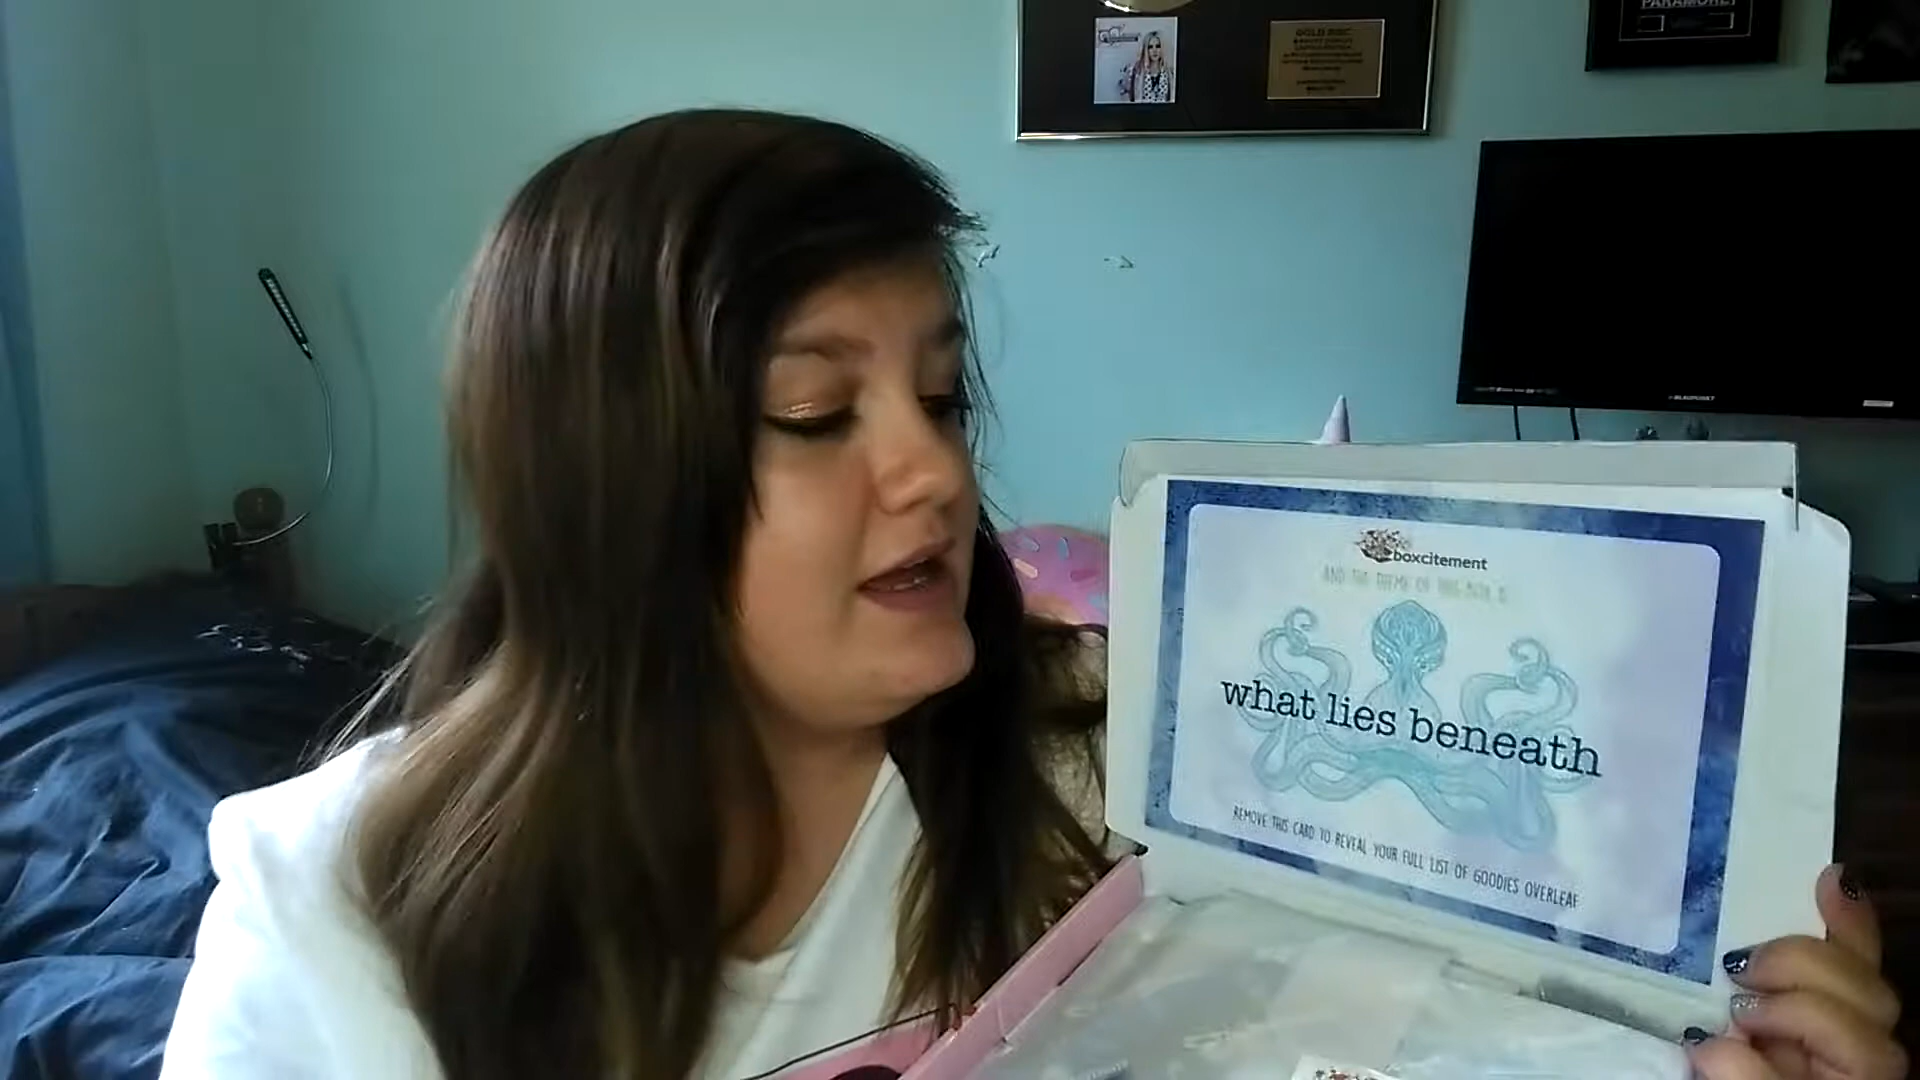 PARAMORE
GOLD DISC
BLAUPUNKT
boxcitement
AND THE THEME OF THIS BOX IS
what lies beneath
REMOVE THIS CARD TO REVEAL YOUR FULL LIST OF GOODIES OVERLEAF